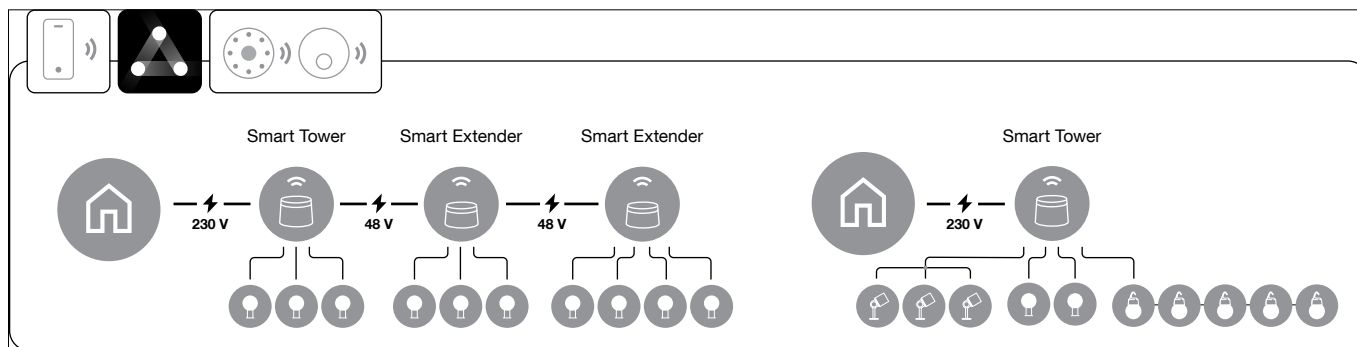 Smart Tower Smart Extender Smart Extender Smart Tower
230 V 48 V 48 V 230 V